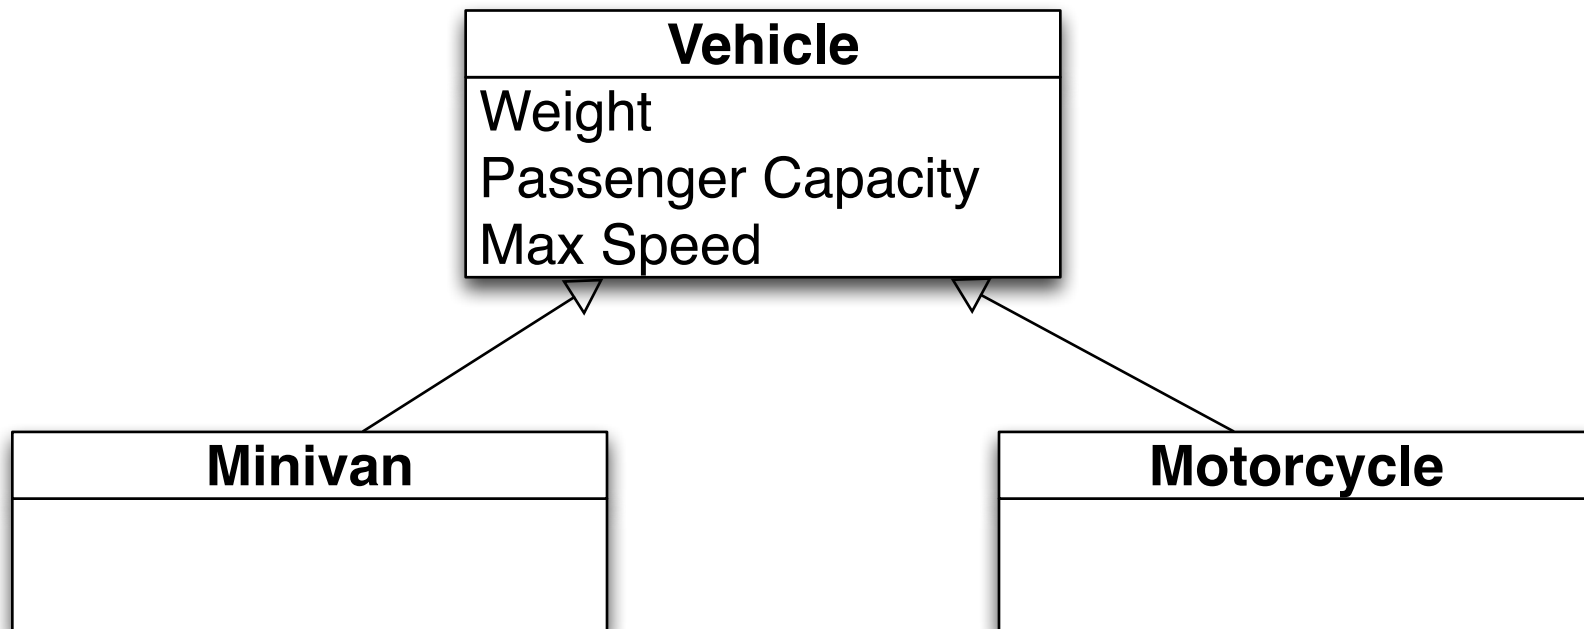 Vehicle
Weight
Passenger Capacity
Max Speed
Minivan
Motorcycle